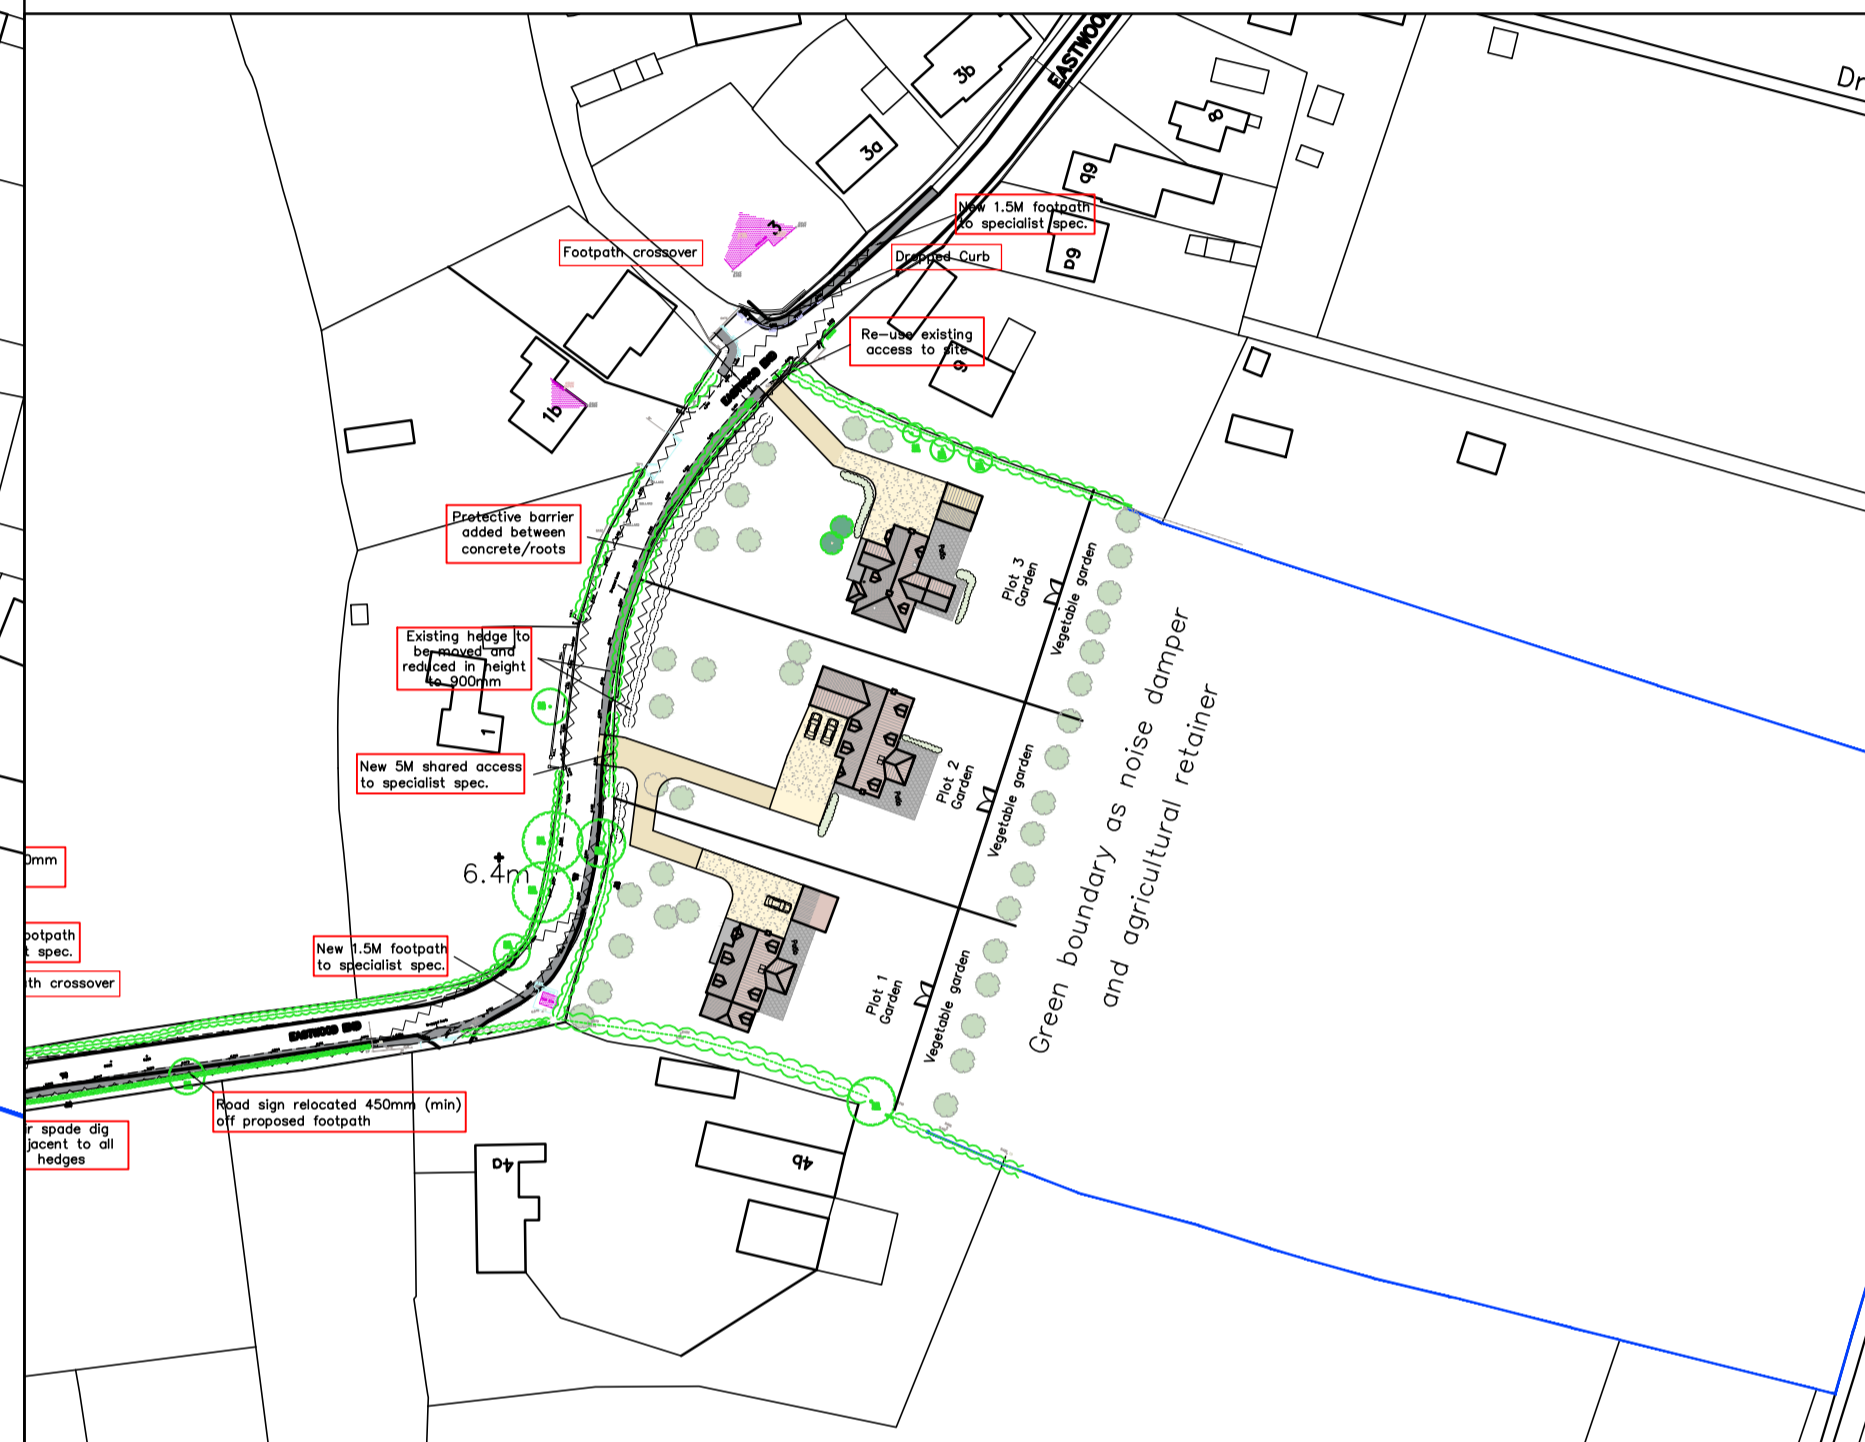 EASTWOO
Dr
3b
3a
8
6b
6a
3
New 1.5M footpath
to specialist spec.
Footpath crossover
Dropped Curb
Re-use existing
access to site
6
EASTWOOD END
1b
Protective barrier
added between
concrete/roots
Plot 3
Garden
Vegetable garden
Existing hedge to
be moved and
reduced in height
to 900mm
1
New 5M shared access
to specialist spec.
Plot 2
Garden
Vegetable garden
Green boundary as noise damper
and agricultural retainer
0mm
6.4m
ootpath
t spec.
New 1.5M footpath
to specialist spec.
th crossover
Plot 1
Garden
Vegetable garden
EASTWOOD END
Road sign relocated 450mm (min)
off proposed footpath
ir spade dig
jacent to all
hedges
4a
4b